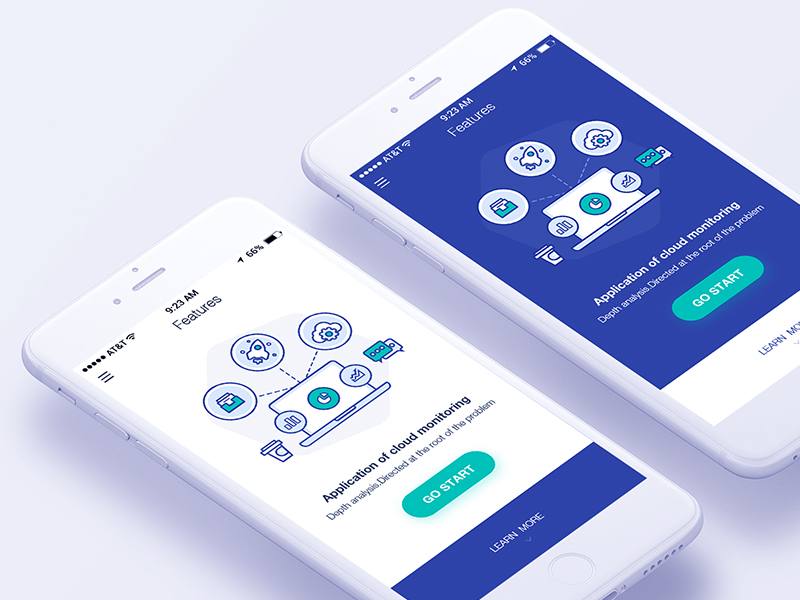 AT&T
9:23 AM
66%
Features
Application of cloud monitoring
Depth analysis.Directed at the root of the problem
GO START
LEARN MORE
AT&T
9:23 AM
66%
Features
Application of cloud monitoring
Depth analysis.Directed at the root of the problem
GO START
LEARN MORE